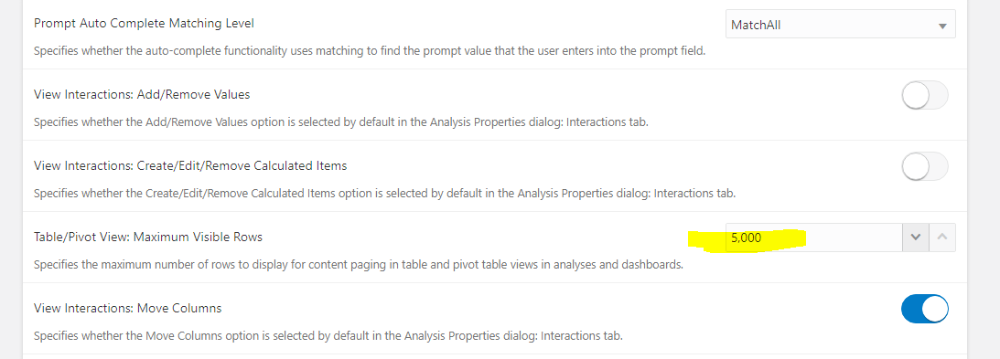 Prompt Auto Complete Matching Level
MatchAll
Specifies whether the auto-complete functionality uses matching to find the prompt value that the user enters into the prompt field.
View Interactions: Add/Remove Values
Specifies whether the Add/Remove Values option is selected by default in the Analysis Properties dialog: Interactions tab.
View Interactions: Create/Edit/Remove Calculated Items
Specifies whether the Create/Edit/Remove Calculated Items option is selected by default in the Analysis Properties dialog: Interactions tab.
Table/Pivot View: Maximum Visible Rows
5,000
Specifies the maximum number of rows to display for content paging in table and pivot table views in analyses and dashboards.
View Interactions: Move Columns
Specifies whether the Move Columns option is selected by default in the Analysis Properties dialog: Interactions tab.